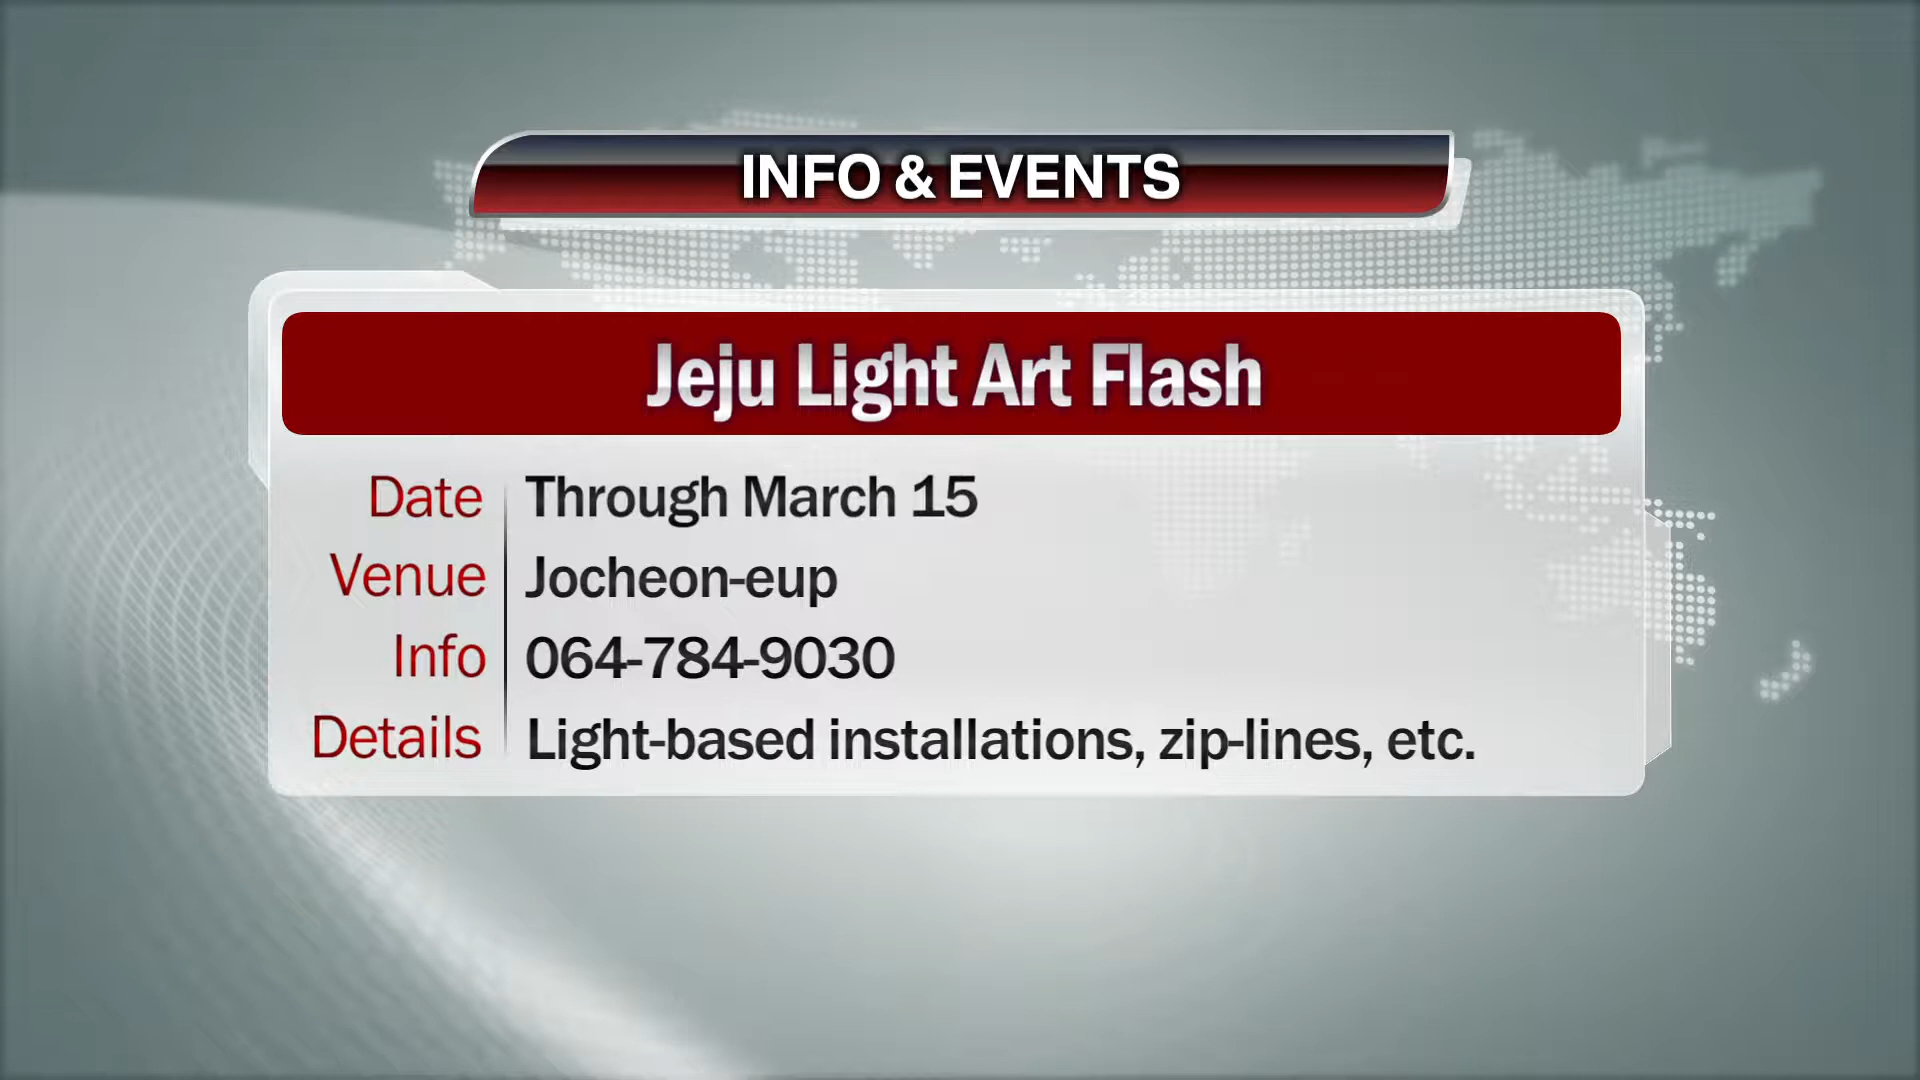 INFO & EVENTS
Jeju Light Art Flash
Date Through March 15
Venue Jocheon-eup
Info 064-784-9030
Details Light-based installations, zip-lines, etc.